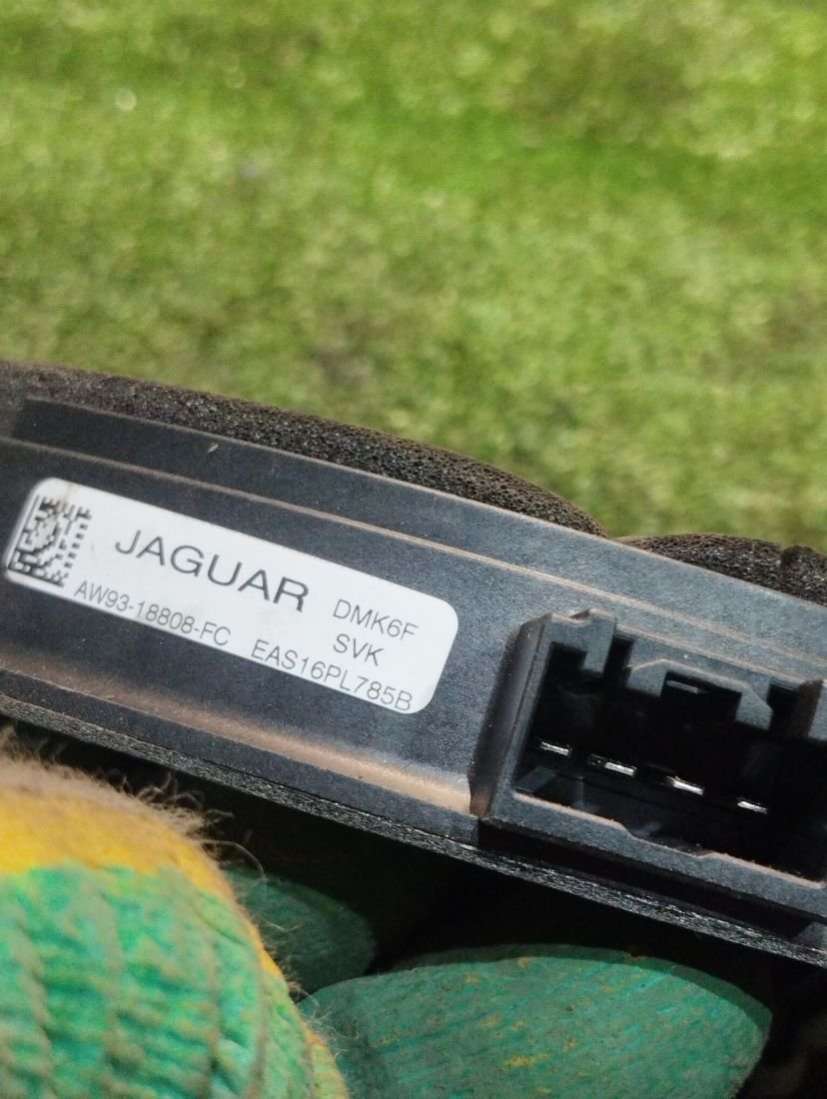 JAGUAR
DMK6F
AW93-18808-FC
SVK
EAS16PL785B